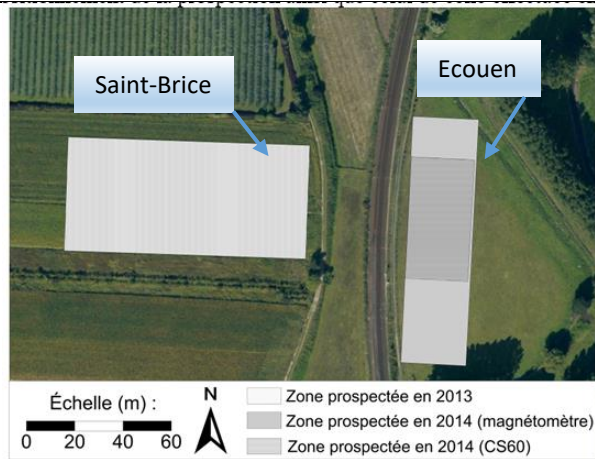 Saint-Brice
Ecouen
Échelle (m) :
0 20 40 60
N
Zone prospectée en 2013
Zone prospectée en 2014 (magnétomètre)
Zone prospectée en 2014 (CS60)